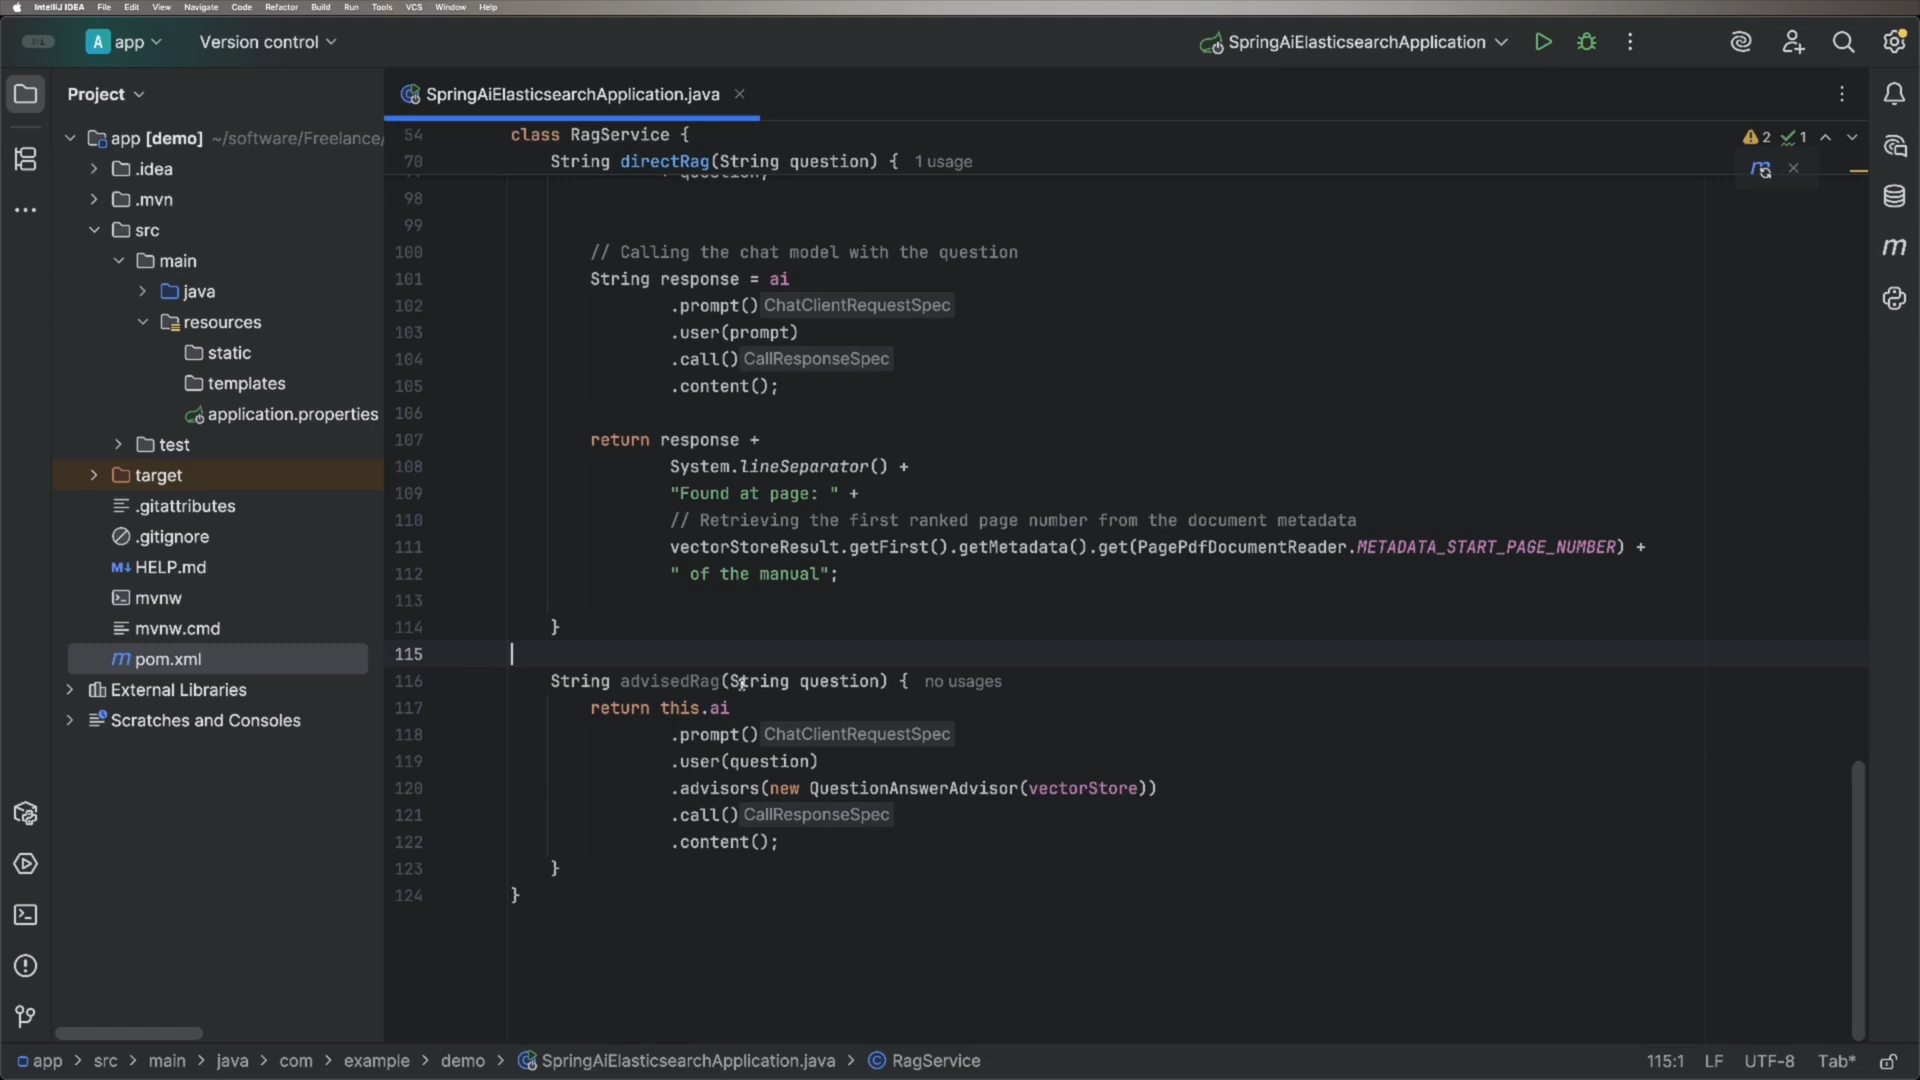 IntelliJ IDEA File Edit View Navigate Code Refactor Build Run Tools VCS Window Help
A app Version control SpringAiElasticsearchApplication
Project
SpringAiElasticsearchApplication.java
app [demo] ~/software/Freelance/
.idea
.mvn
src
main
java
resources
static
templates
application.properties
test
target
.gitattributes
.gitignore
M↓ HELP.md
mvnw
mvnw.cmd
m pom.xml
External Libraries
Scratches and Consoles
54 class RagService {
70 String directRag(String question) { 1 usage
2 1
+ question;
98
99
100 // Calling the chat model with the question
101 String response = ai
102 .prompt() ChatClientRequestSpec
103 .user(prompt)
104 .call() CallResponseSpec
105 .content();
106
107 return response +
108 System.lineSeparator() +
109 "Found at page: " +
110 // Retrieving the first ranked page number from the document metadata
111 vectorStoreResult.getFirst().getMetadata().get(PagePdfDocumentReader.METADATA_START_PAGE_NUMBER) +
112 " of the manual";
113
114 }
115
116 String advisedRag(String question) { no usages
117 return this.ai
118 .prompt() ChatClientRequestSpec
119 .user(question)
120 .advisors(new QuestionAnswerAdvisor(vectorStore))
121 .call() CallResponseSpec
122 .content();
123 }
124 }
app > src > main > java > com > example > demo > SpringAiElasticsearchApplication.java > RagService
115:1 LF UTF-8 Tab*